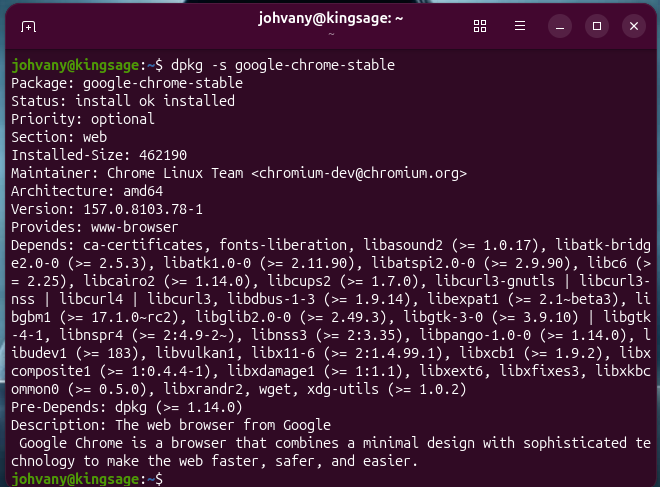 johvany@kingsage: ~
~
johvany@kingsage:~$ dpkg -s google-chrome-stable
Package: google-chrome-stable
Status: install ok installed
Priority: optional
Section: web
Installed-Size: 462190
Maintainer: Chrome Linux Team <chromium-dev@chromium.org>
Architecture: amd64
Version: 157.0.8103.78-1
Provides: www-browser
Depends: ca-certificates, fonts-liberation, libasound2 (>= 1.0.17), libatk-bridg
e2.0-0 (>= 2.5.3), libatk1.0-0 (>= 2.11.90), libatspi2.0-0 (>= 2.9.90), libc6 (>
= 2.25), libcairo2 (>= 1.14.0), libcups2 (>= 1.7.0), libcurl3-gnutls | libcurl3-
nss | libcurl4 | libcurl3, libdbus-1-3 (>= 1.9.14), libexpat1 (>= 2.1~beta3), li
bgbm1 (>= 17.1.0~rc2), libglib2.0-0 (>= 2.49.3), libgtk-3-0 (>= 3.9.10) | libgtk
-4-1, libnspr4 (>= 2:4.9-2~), libnss3 (>= 2:3.35), libpango-1.0-0 (>= 1.14.0), l
ibudev1 (>= 183), libvulkan1, libx11-6 (>= 2:1.4.99.1), libxcb1 (>= 1.9.2), libx
composite1 (>= 1:0.4.4-1), libxdamage1 (>= 1:1.1), libxext6, libxfixes3, libxkbc
ommon0 (>= 0.5.0), libxrandr2, wget, xdg-utils (>= 1.0.2)
Pre-Depends: dpkg (>= 1.14.0)
Description: The web browser from Google
 Google Chrome is a browser that combines a minimal design with sophisticated te
chnology to make the web faster, safer, and easier.
johvany@kingsage:~$